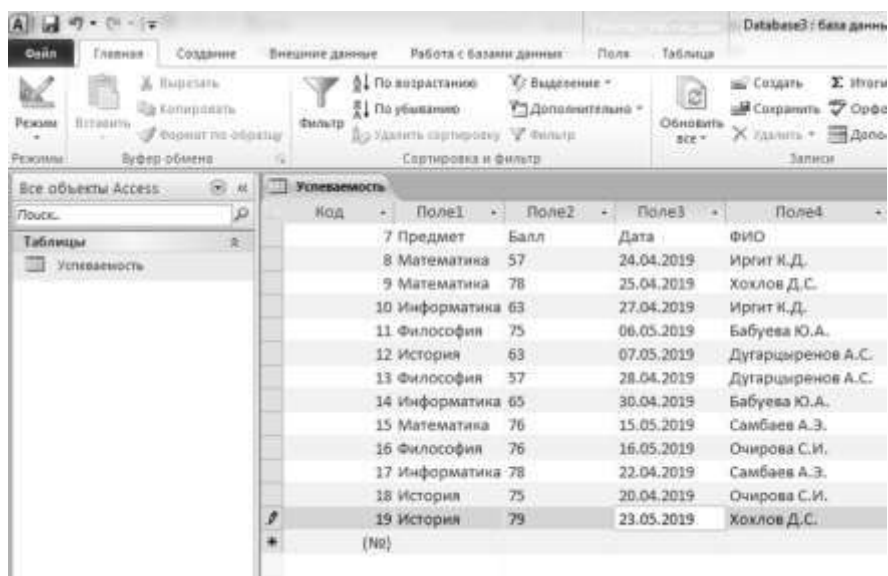 Database3 : база данны
Файл Главная Создание Внешние данные Работа с базами данных Поля Таблица
Режим
Вставить
Вырезать
Копировать
Формат по образцу
Фильтр
По возрастанию
По убыванию
Удалить сортировку
Выделение
Дополнительно
Фильтр
Обновить
все
Создать
Сохранить
Удалить
Σ Итоги
Орфо
Допо
Режимы Буфер обмена Сортировка и фильтр Записи
Все объекты Access
Поиск...
Таблицы
Успеваемость
Успеваемость
Код Поле1 Поле2 Поле3 Поле4
7 Предмет Балл Дата ФИО
8 Математика 57 24.04.2019 Иргит К.Д.
9 Математика 78 25.04.2019 Хохлов Д.С.
10 Информатика 63 27.04.2019 Иргит К.Д.
11 Философия 75 06.05.2019 Бабуева Ю.А.
12 История 63 07.05.2019 Дугарцыренов А.С.
13 Философия 57 28.04.2019 Дугарцыренов А.С.
14 Информатика 65 30.04.2019 Бабуева Ю.А.
15 Математика 76 15.05.2019 Самбаев А.Э.
16 Философия 76 16.05.2019 Очирова С.И.
17 Информатика 78 22.04.2019 Самбаев А.Э.
18 История 75 20.04.2019 Очирова С.И.
19 История 79 23.05.2019 Хохлов Д.С.
(№)